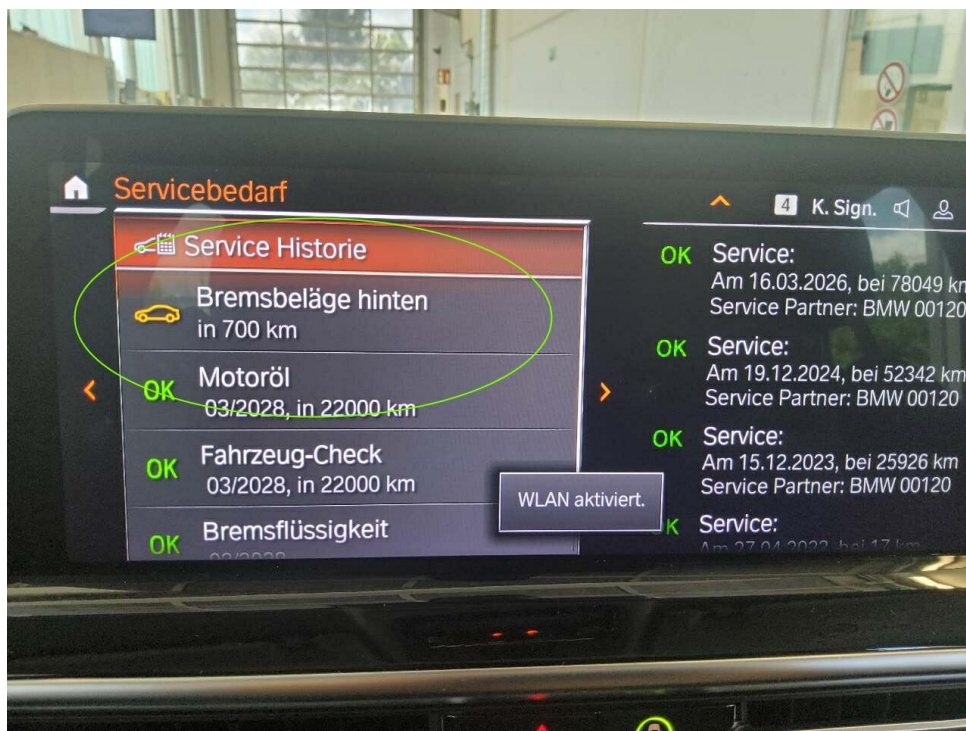 Servicebedarf
4 K. Sign.
Service Historie
Bremsbeläge hinten
in 700 km
OK Motoröl
03/2028, in 22000 km
OK Fahrzeug-Check
03/2028, in 22000 km
OK Bremsflüssigkeit
OK Service:
Am 16.03.2026, bei 78049 km
Service Partner: BMW 00120
OK Service:
Am 19.12.2024, bei 52342 km
Service Partner: BMW 00120
OK Service:
Am 15.12.2023, bei 25926 km
Service Partner: BMW 00120
K Service:
WLAN aktiviert.